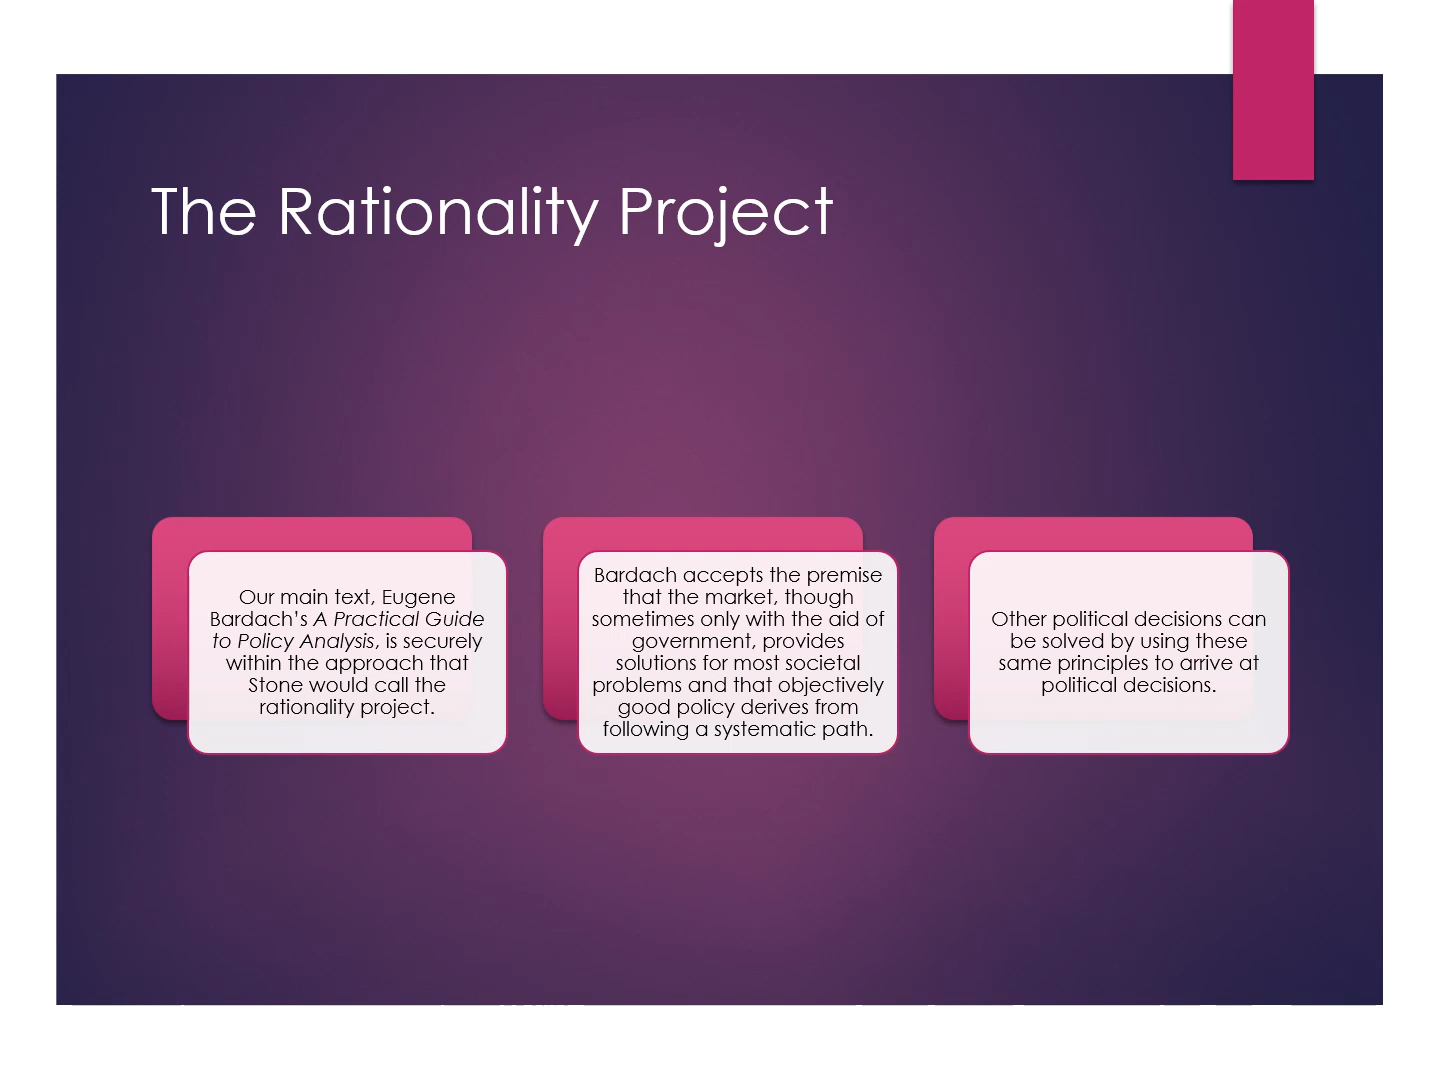 The Rationality Project
Our main text, Eugene
Bardach’s A Practical Guide
to Policy Analysis, is securely
within the approach that
Stone would call the
rationality project.
Bardach accepts the premise
that the market, though
sometimes only with the aid of
government, provides
solutions for most societal
problems and that objectively
good policy derives from
following a systematic path.
Other political decisions can
be solved by using these
same principles to arrive at
political decisions.